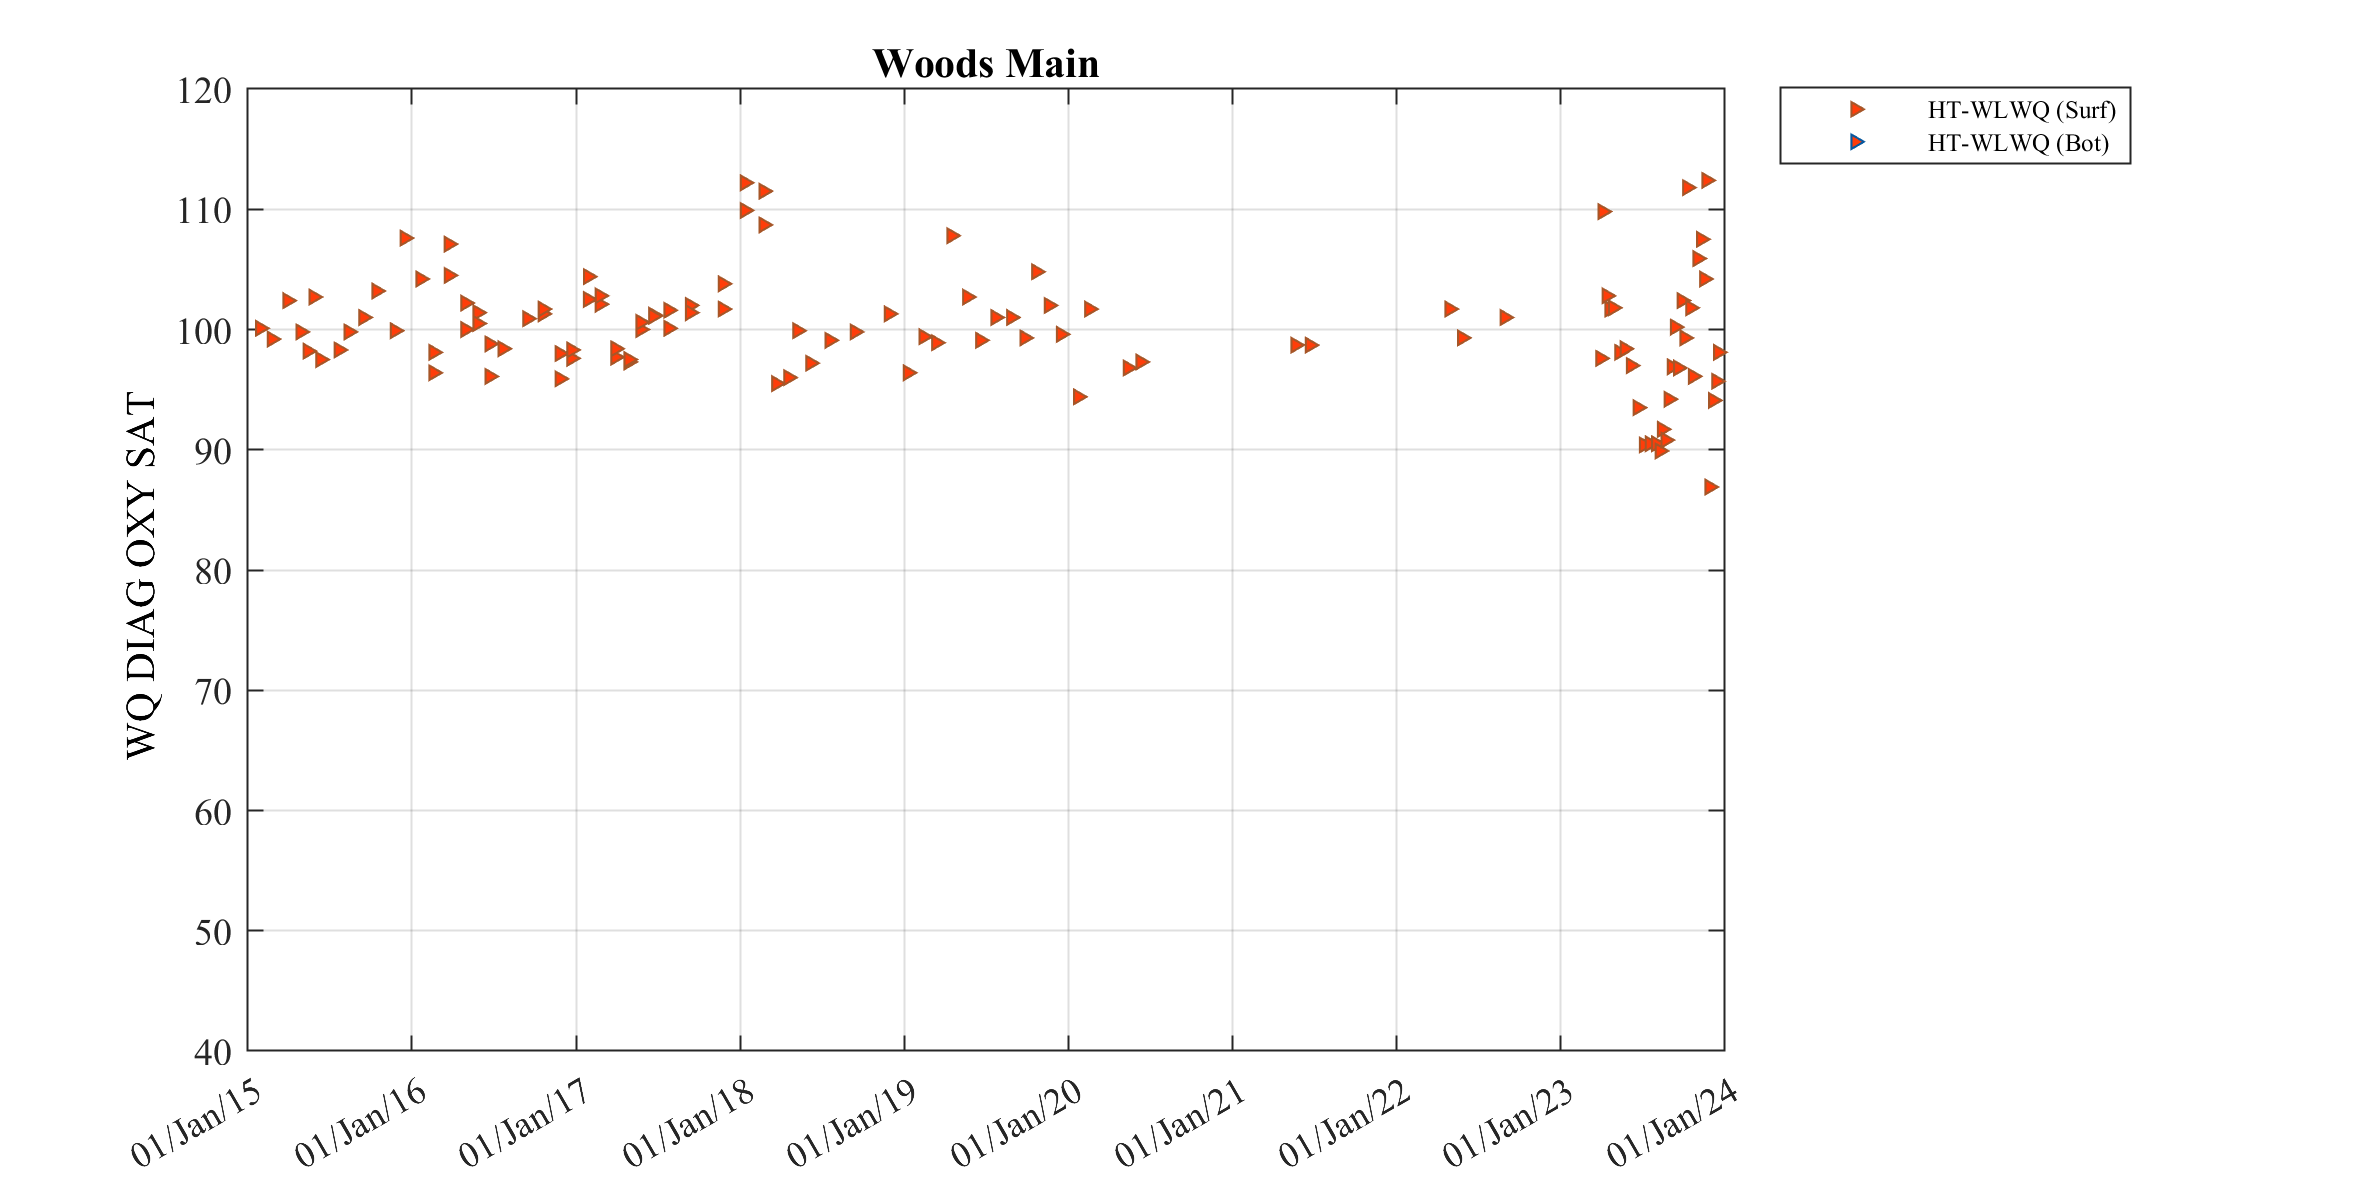 Woods Main
WQ DIAG OXY SAT
120
110
100
90
80
70
60
50
40
01/Jan/15
01/Jan/16
01/Jan/17
01/Jan/18
01/Jan/19
01/Jan/20
01/Jan/21
01/Jan/22
01/Jan/23
01/Jan/24
HT-WLWQ (Surf)
HT-WLWQ (Bot)